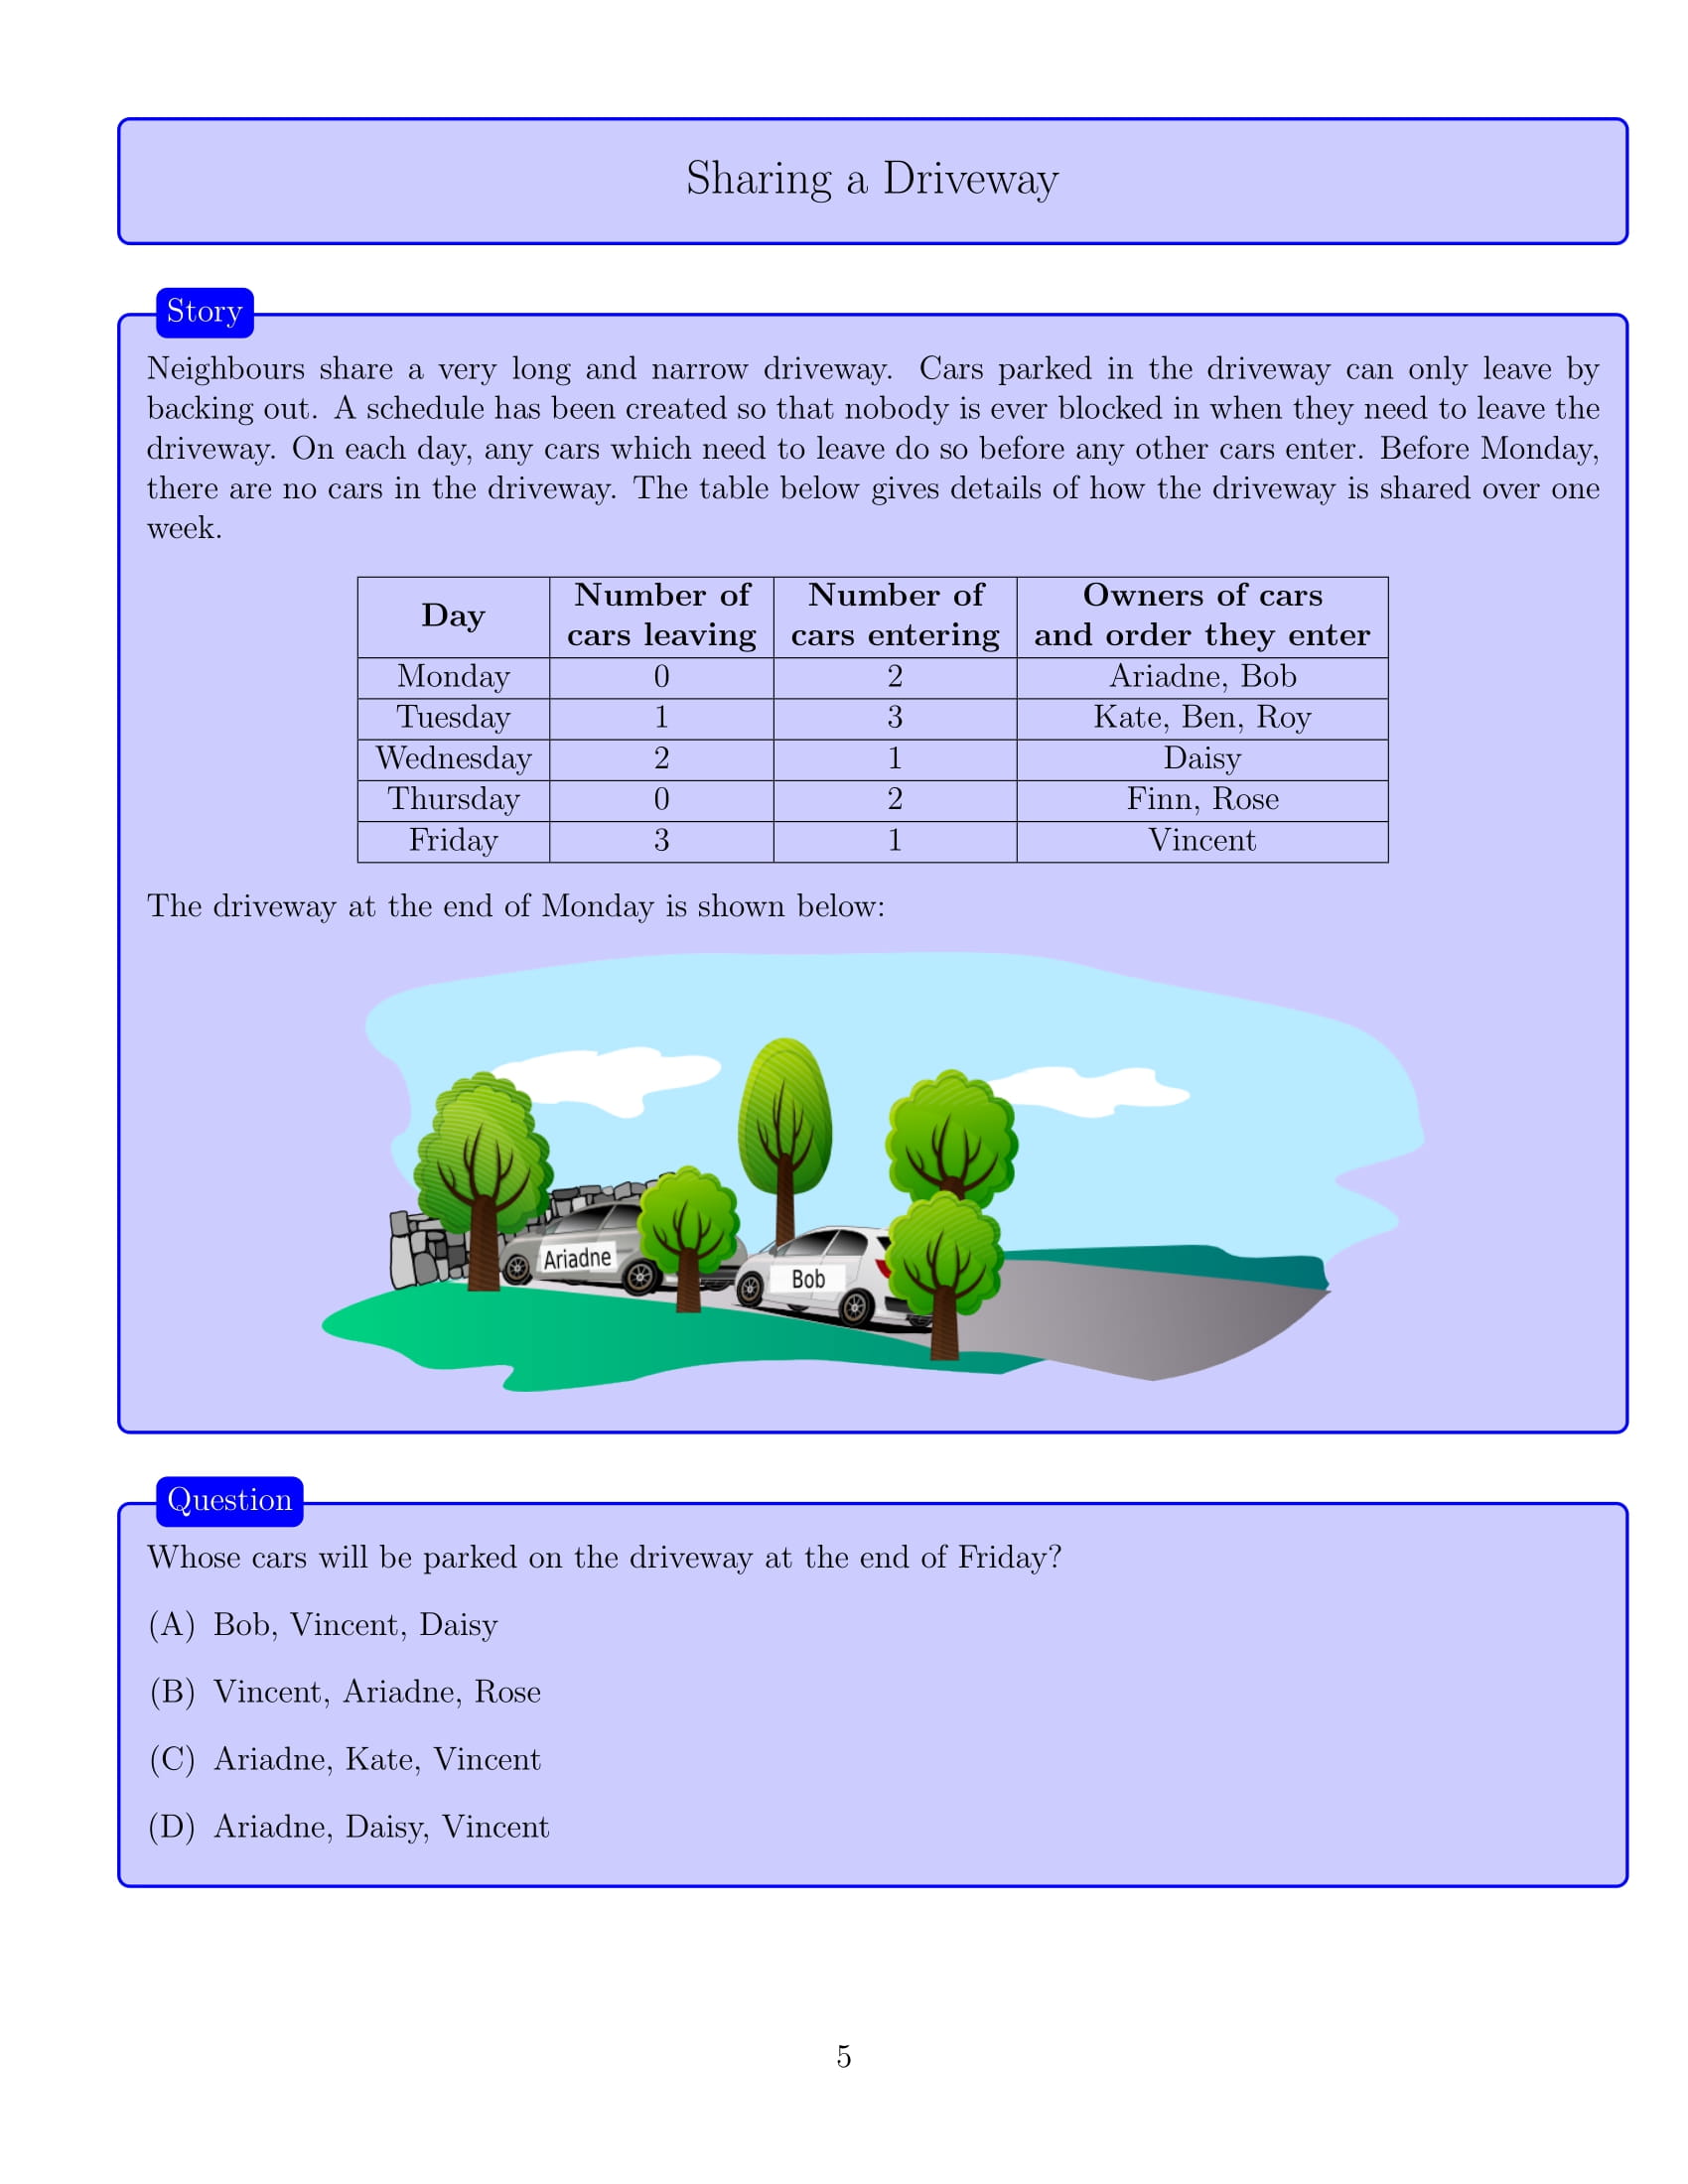 Sharing a Driveway
Story
Neighbours share a very long and narrow driveway. Cars parked in the driveway can only leave by
backing out. A schedule has been created so that nobody is ever blocked in when they need to leave the
driveway. On each day, any cars which need to leave do so before any other cars enter. Before Monday,
there are no cars in the driveway. The table below gives details of how the driveway is shared over one
week.
Day | Number of cars leaving | Number of cars entering | Owners of cars and order they enter
Monday 0 2 Ariadne, Bob
Tuesday 1 3 Kate, Ben, Roy
Wednesday 2 1 Daisy
Thursday 0 2 Finn, Rose
Friday 3 1 Vincent
The driveway at the end of Monday is shown below:
Ariadne
Bob
Question
Whose cars will be parked on the driveway at the end of Friday?
(A) Bob, Vincent, Daisy
(B) Vincent, Ariadne, Rose
(C) Ariadne, Kate, Vincent
(D) Ariadne, Daisy, Vincent
5